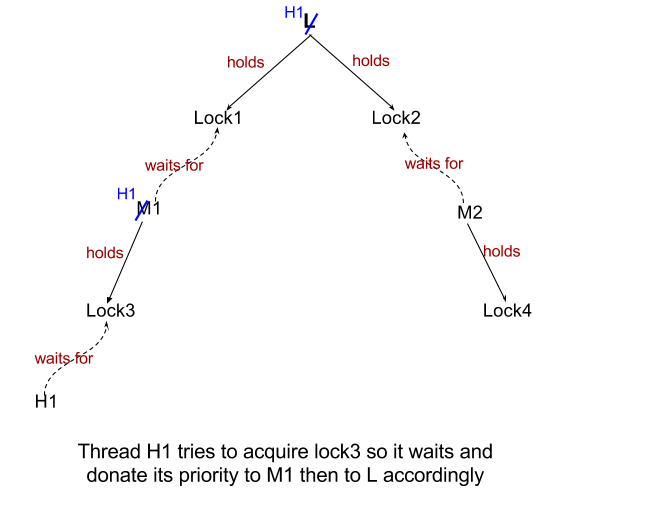 H1
L
holds
holds
Lock1
Lock2
waits for
waits for
H1
M1
M2
holds
holds
Lock3
Lock4
waits for
H1
Thread H1 tries to acquire lock3 so it waits and
donate its priority to M1 then to L accordingly